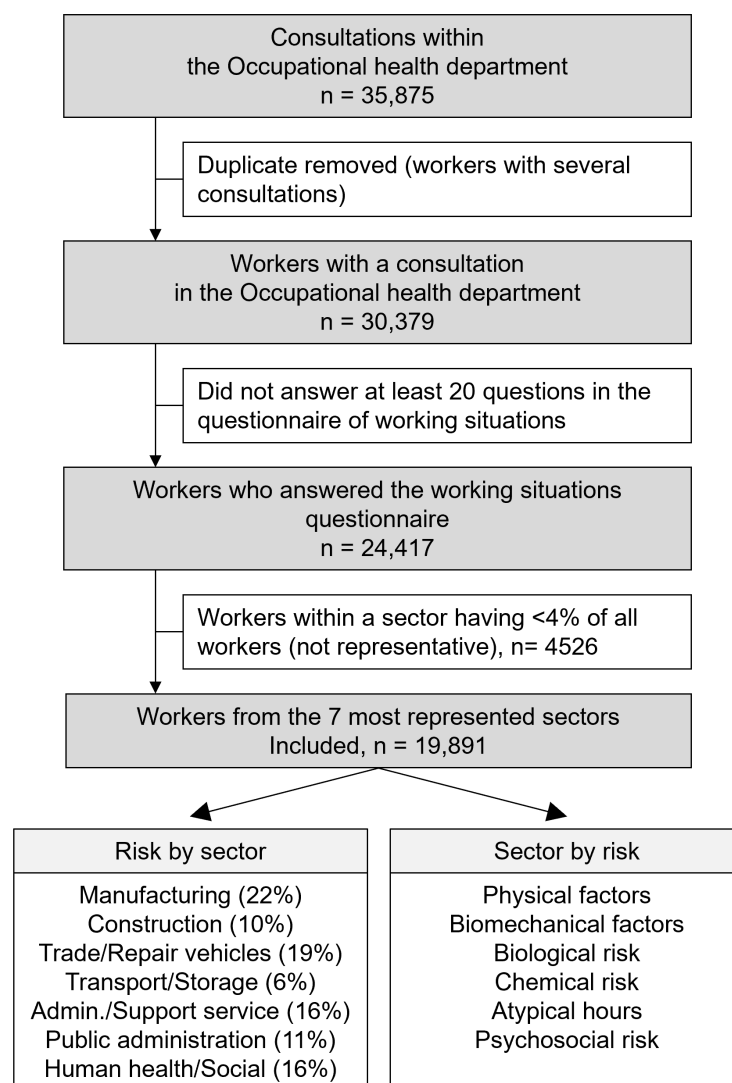 Consultations within
the Occupational health department
n = 35,875
Duplicate removed (workers with several
consultations)
Workers with a consultation
in the Occupational health department
n = 30,379
Did not answer at least 20 questions in the
questionnaire of working situations
Workers who answered the working situations
questionnaire
n = 24,417
Workers within a sector having <4% of all
workers (not representative), n= 4526
Workers from the 7 most represented sectors
Included, n = 19,891
Risk by sector
Manufacturing (22%)
Construction (10%)
Trade/Repair vehicles (19%)
Transport/Storage (6%)
Admin./Support service (16%)
Public administration (11%)
Human health/Social (16%)
Sector by risk
Physical factors
Biomechanical factors
Biological risk
Chemical risk
Atypical hours
Psychosocial risk